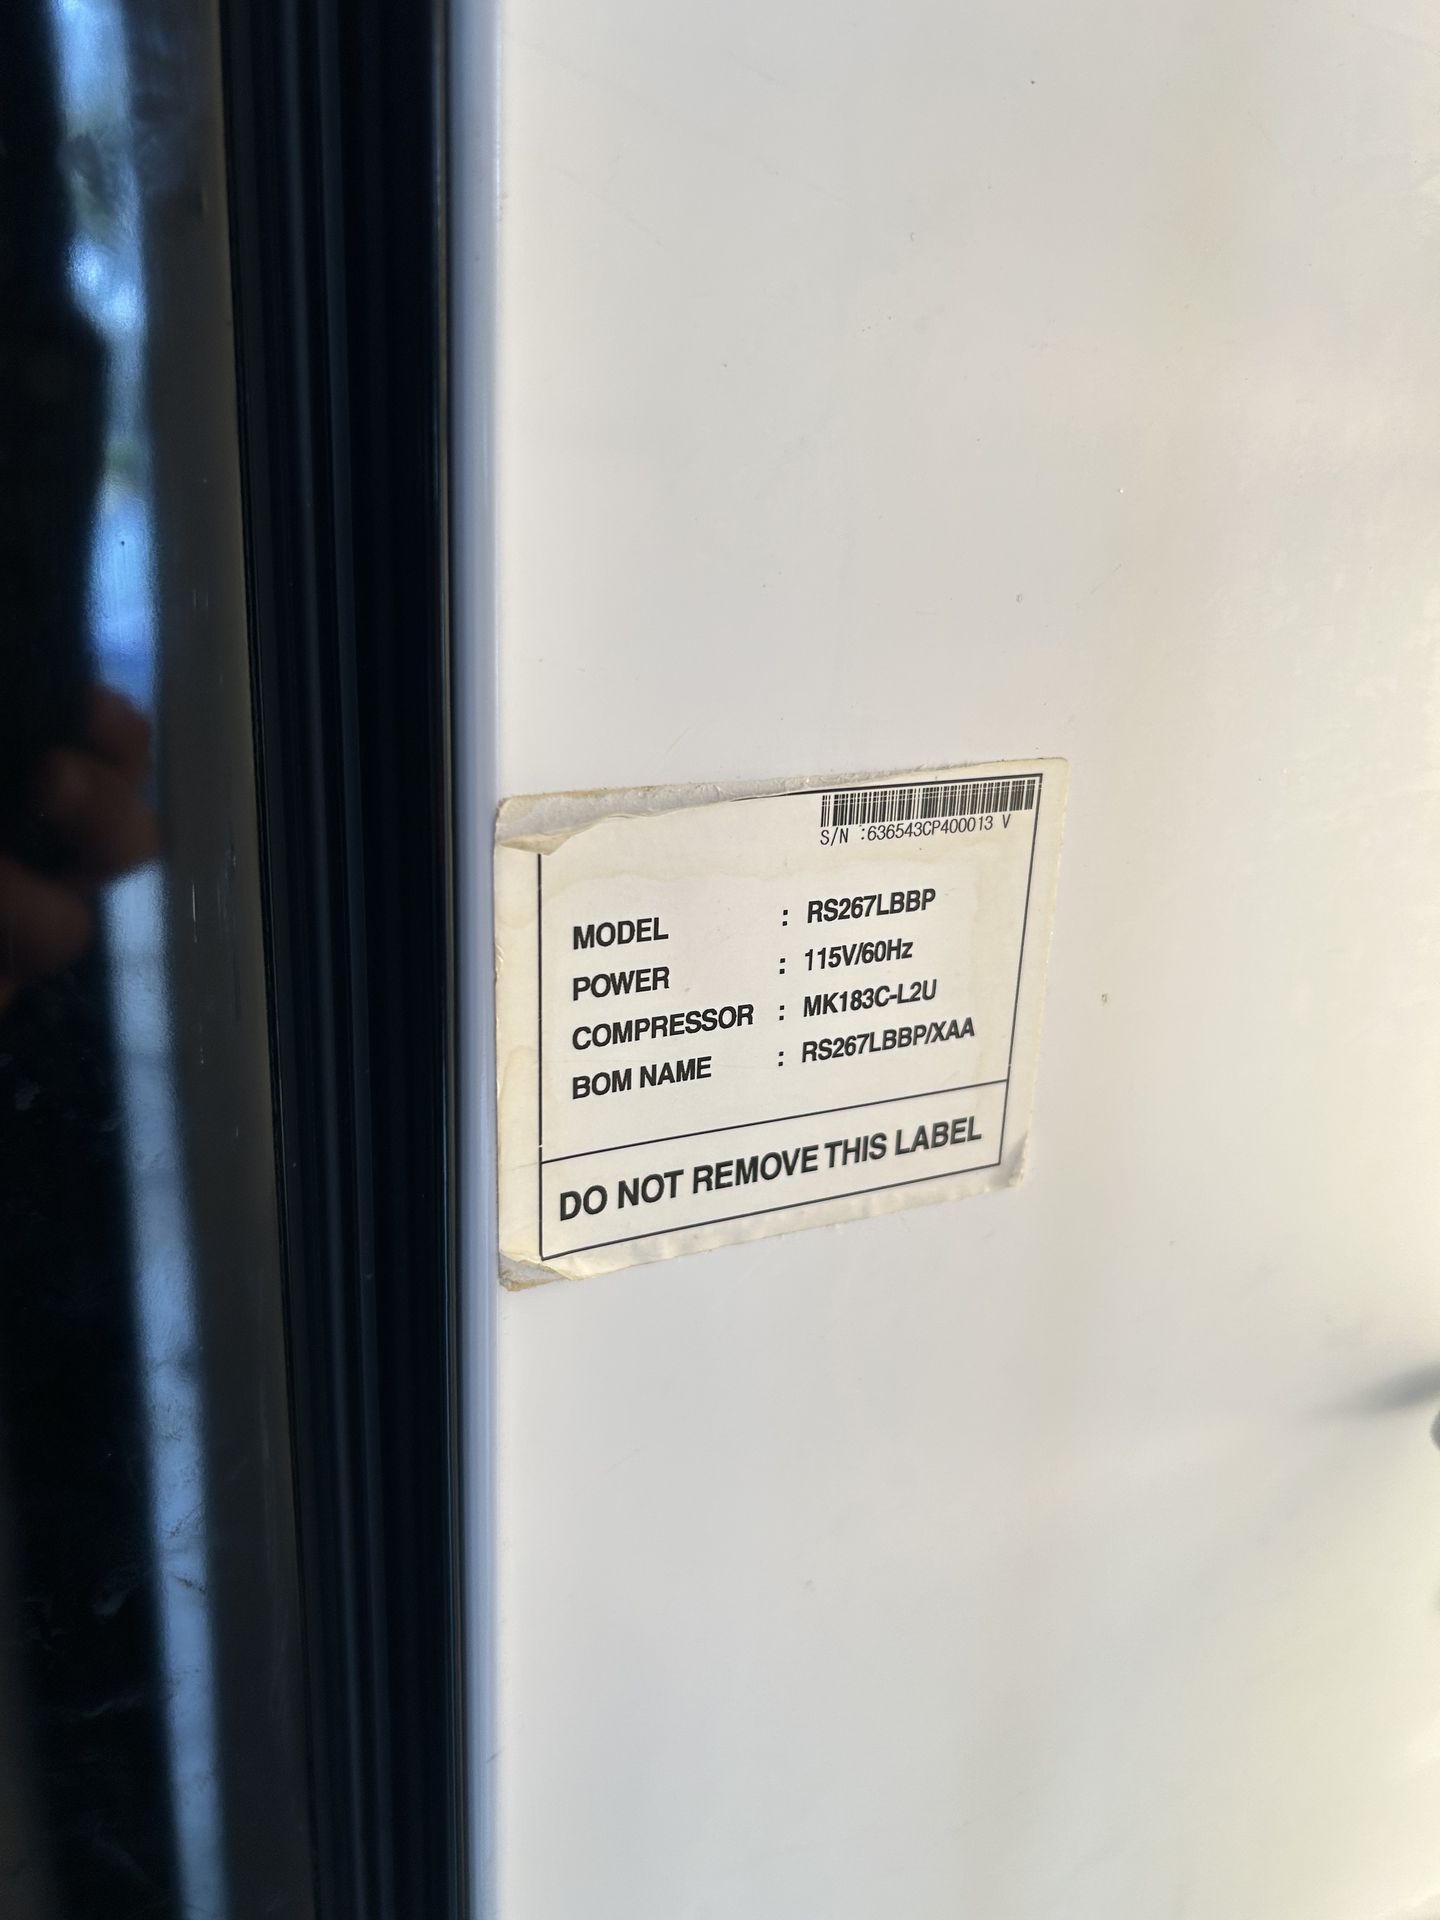 S/N :636543CP400013 V
MODEL : RS267LBBP
POWER : 115V/60Hz
COMPRESSOR : MK183C-L2U
BOM NAME : RS267LBBP/XAA
DO NOT REMOVE THIS LABEL